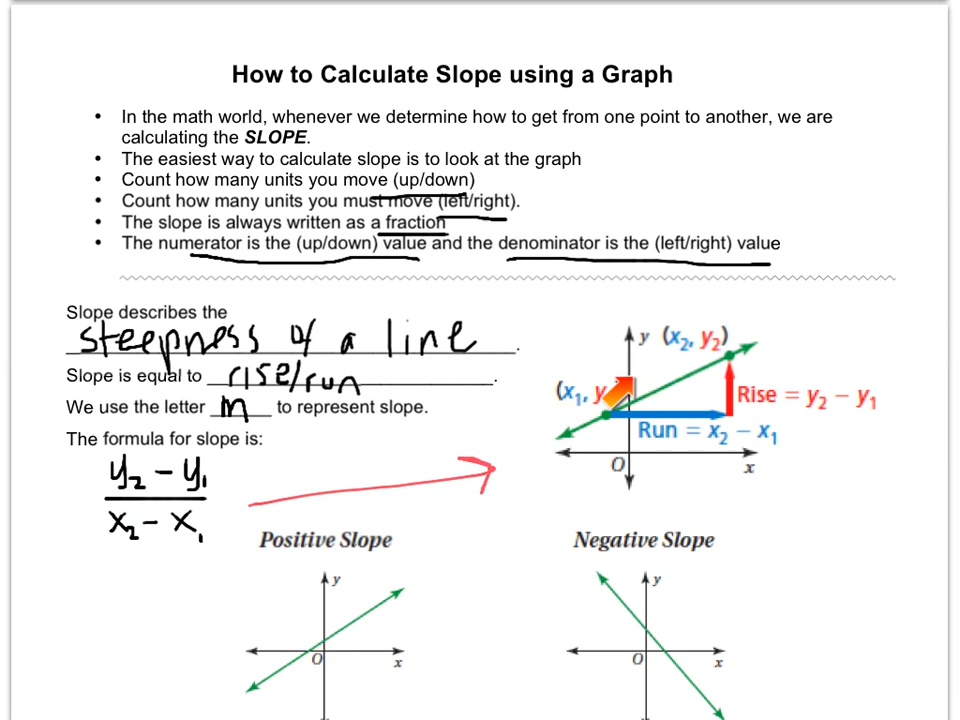 How to Calculate Slope using a Graph
• In the math world, whenever we determine how to get from one point to another, we are
calculating the SLOPE.
• The easiest way to calculate slope is to look at the graph
• Count how many units you move (up/down)
• Count how many units you must move (left/right).
• The slope is always written as a fraction
• The numerator is the (up/down) value and the denominator is the (left/right) value
Slope describes the
steepness of a line.
Slope is equal to rise/run.
We use the letter m to represent slope.
The formula for slope is:
y₂ - y₁
x₂ - x₁
y (x₂, y₂)
(x₁, y
Rise = y₂ − y₁
Run = x₂ − x₁
O x
Positive Slope
Negative Slope
y
O x
y
O x